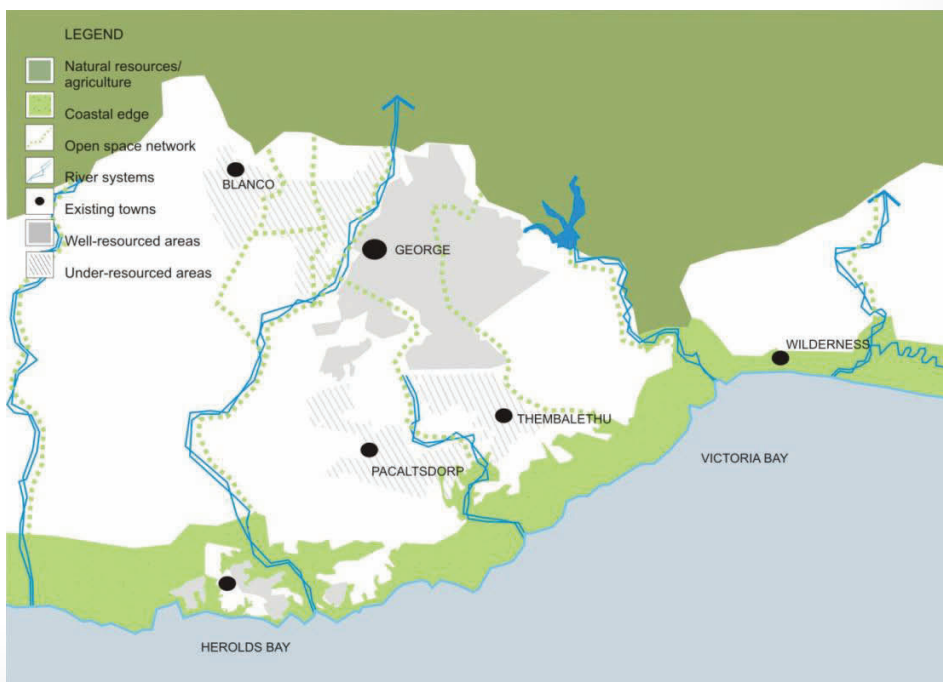 LEGEND
Natural resources/
agriculture
Coastal edge
Open space network
River systems
Existing towns
Well-resourced areas
Under-resourced areas
BLANCO
GEORGE
WILDERNESS
THEMBALETHU
PACALTSDORP
VICTORIA BAY
HEROLDS BAY